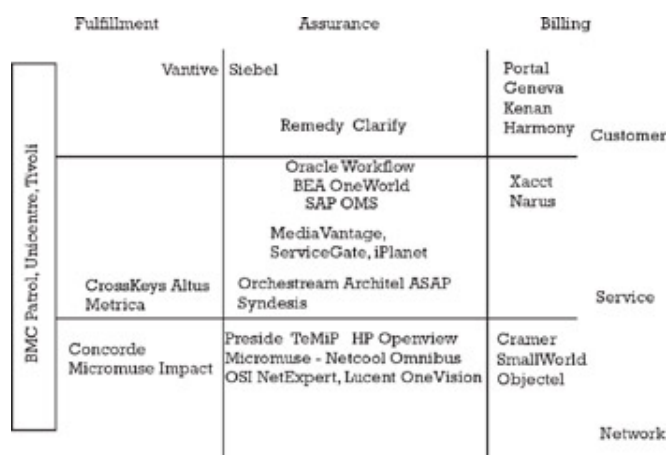 Fulfillment Assurance Billing
BMC Patrol, Unicentre, Tivoli
Vantive Siebel
Portal
Geneva
Kenan
Harmony
Remedy Clarify
Customer
Oracle Workflow
BEA OneWorld
SAP OMS
Xacct
Narus
MediaVantage,
ServiceGate, iPlanet
CrossKeys Altus
Metrica
Orchestream Architel ASAP
Syndesis
Service
Concorde
Micromuse Impact
Preside TeMiP HP Openview
Micromuse - Netcool Omnibus
OSI NetExpert, Lucent OneVision
Cramer
SmallWorld
Objectel
Network